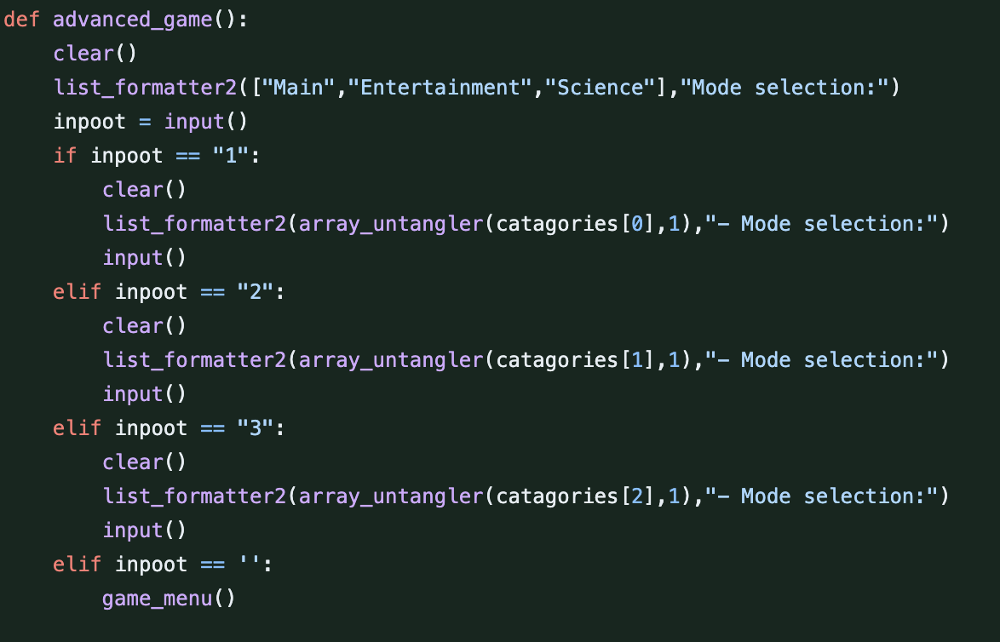 def advanced_game():
    clear()
    list_formatter2(["Main","Entertainment","Science"],"Mode selection:")
    inpoot = input()
    if inpoot == "1":
        clear()
        list_formatter2(array_untangler(catagories[0],1),"- Mode selection:")
        input()
    elif inpoot == "2":
        clear()
        list_formatter2(array_untangler(catagories[1],1),"- Mode selection:")
        input()
    elif inpoot == "3":
        clear()
        list_formatter2(array_untangler(catagories[2],1),"- Mode selection:")
        input()
    elif inpoot == '':
        game_menu()